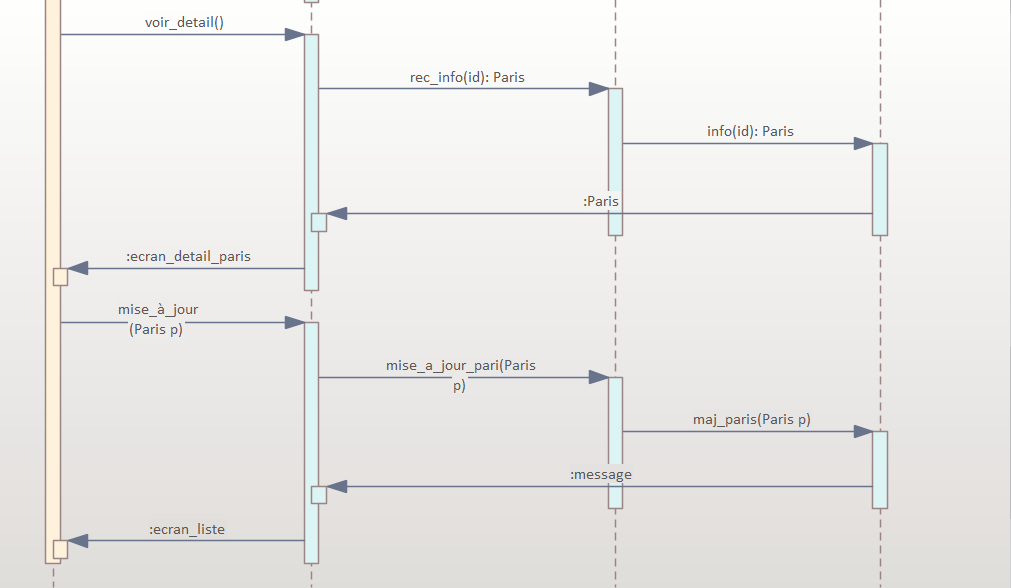 voir_detail()
rec_info(id): Paris
info(id): Paris
:Paris
:ecran_detail_paris
mise_à_jour
(Paris p)
mise_a_jour_pari(Paris
p)
maj_paris(Paris p)
:message
:ecran_liste